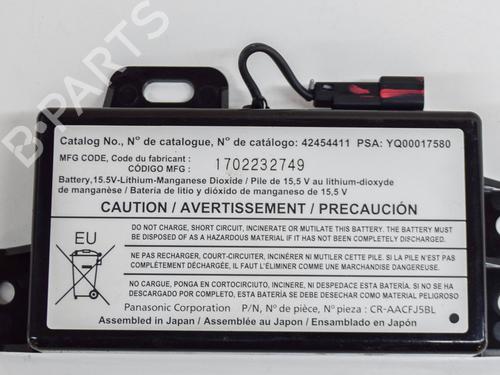 B-PARTS
Catalog No., Nº de catalogue, Nº de catálogo: 42454411 PSA: YQ00017580
MFG CODE, Code du fabricant :
CÓDIGO MFG : 1702232749
Battery,15.5V-Lithium-Manganese Dioxide / Pile de 15,5 V au lithium-dioxyde
de manganèse / Batería de litio y dióxido de manganeso de 15,5 V
CAUTION / AVERTISSEMENT / PRECAUCIÓN
EU
DO NOT CHARGE, SHORT CIRCUIT, INCINERATE OR MUTILATE THIS BATTERY. THE BATTERY MUST
BE DISPOSED OF AS A HAZARDOUS MATERIAL IF IT HAS NOT BEEN COMPLETELY DISCHARGED.
NE PAS RECHARGER, COURT-CIRCUITER, INCINÉRER NI MUTILER CETTE PILE. SI LA PILE N'EST PAS
COMPLÈTEMENT DÉCHARGÉE, IL FAUT L'ÉLIMINER COMME UNE MARCHANDISE DANGEREUSE.
NO CARGUE, PONGA EN CORTOCIRCUITO, INCINERE, NI DESPEDACE ESTA BATERÍA. SI NO SE HA
DESCARGADO COMPLETAMENTE, ESTA BATERÍA SE DEBE DESECHAR COMO MATERIAL PELIGROSO
Panasonic Corporation P/N, Nº de pièce, Nº pieza : CR-AACFJ5BL
Assembled in Japan / Assemblée au Japon / Ensamblado en Japón